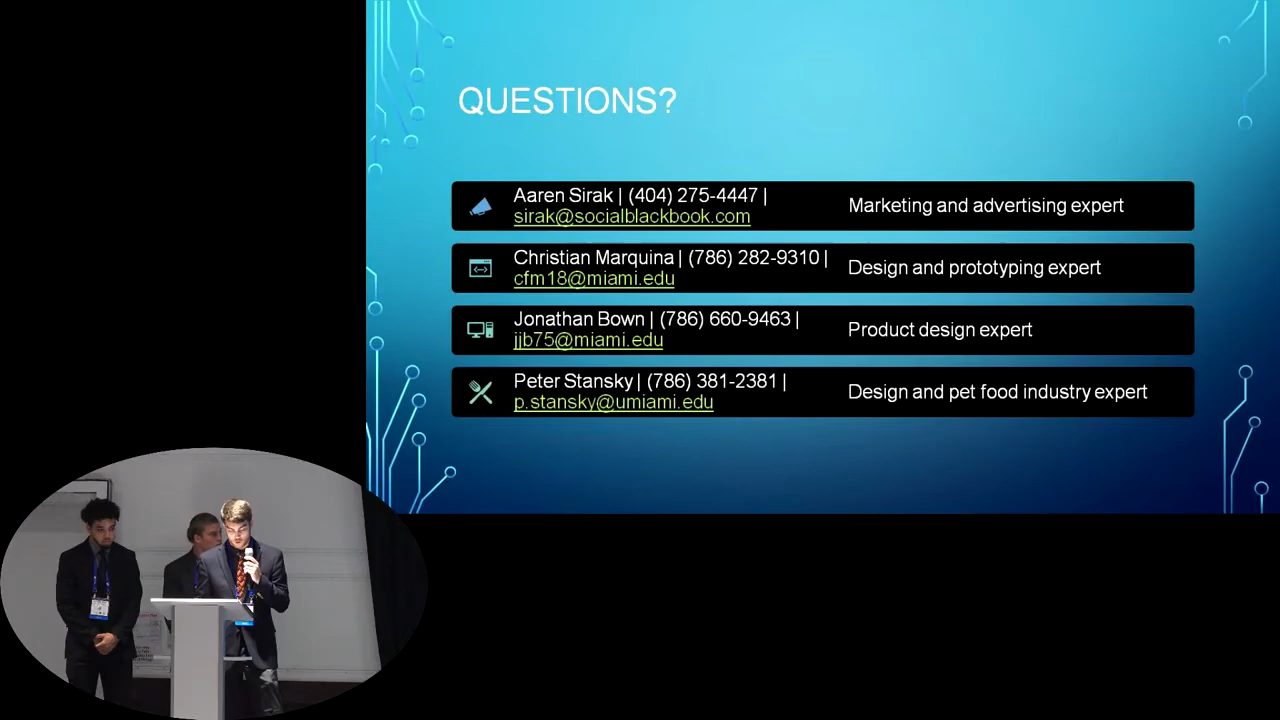 QUESTIONS?
Aaren Sirak | (404) 275-4447 |
sirak@socialblackbook.com
Marketing and advertising expert
Christian Marquina | (786) 282-9310 |
cfm18@miami.edu
Design and prototyping expert
Jonathan Bown | (786) 660-9463 |
jjb75@miami.edu
Product design expert
Peter Stansky | (786) 381-2381 |
p.stansky@umiami.edu
Design and pet food industry expert